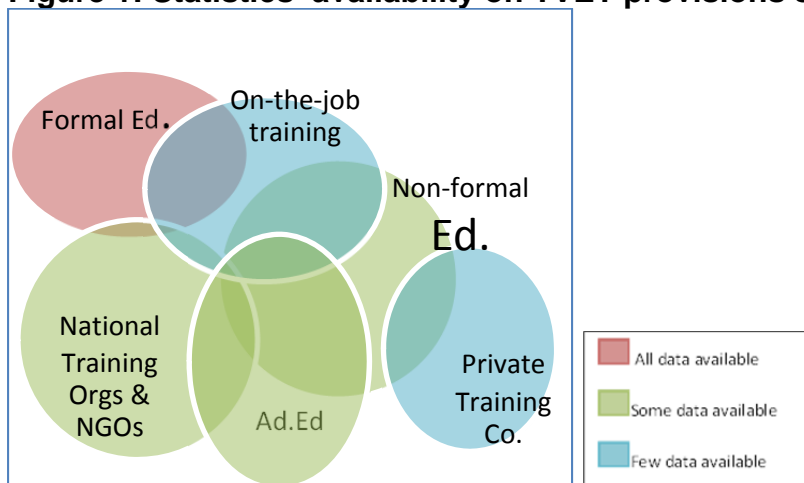 Formal Ed.
On-the-job
training
Non-formal
Ed.
National
Training
Orgs &
NGOs
Ad.Ed
Private
Training
Co.
All data available
Some data available
Few data available